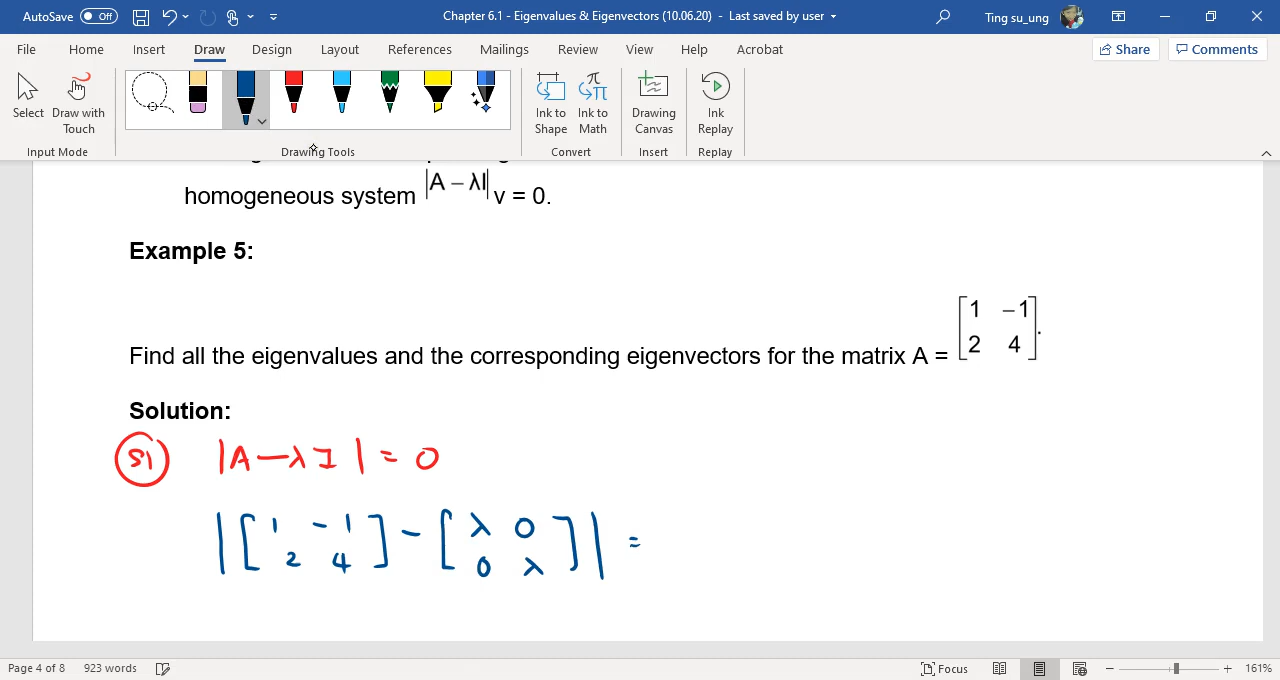 AutoSave Off Chapter 6.1 - Eigenvalues & Eigenvectors (10.06.20) - Last saved by user Ting su_ung
File Home Insert Draw Design Layout References Mailings Review View Help Acrobat Share Comments
Select Draw with Touch Ink to Shape Ink to Math Drawing Canvas Ink Replay
Input Mode Drawing Tools Convert Insert Replay
homogeneous system |A − λI| v = 0.
Example 5:
Find all the eigenvalues and the corresponding eigenvectors for the matrix A = [1 −1 2 4].
Solution:
S1 |A − λI| = 0
|[1 −1 2 4] − [λ 0 0 λ]| =
Page 4 of 8 923 words Focus 161%